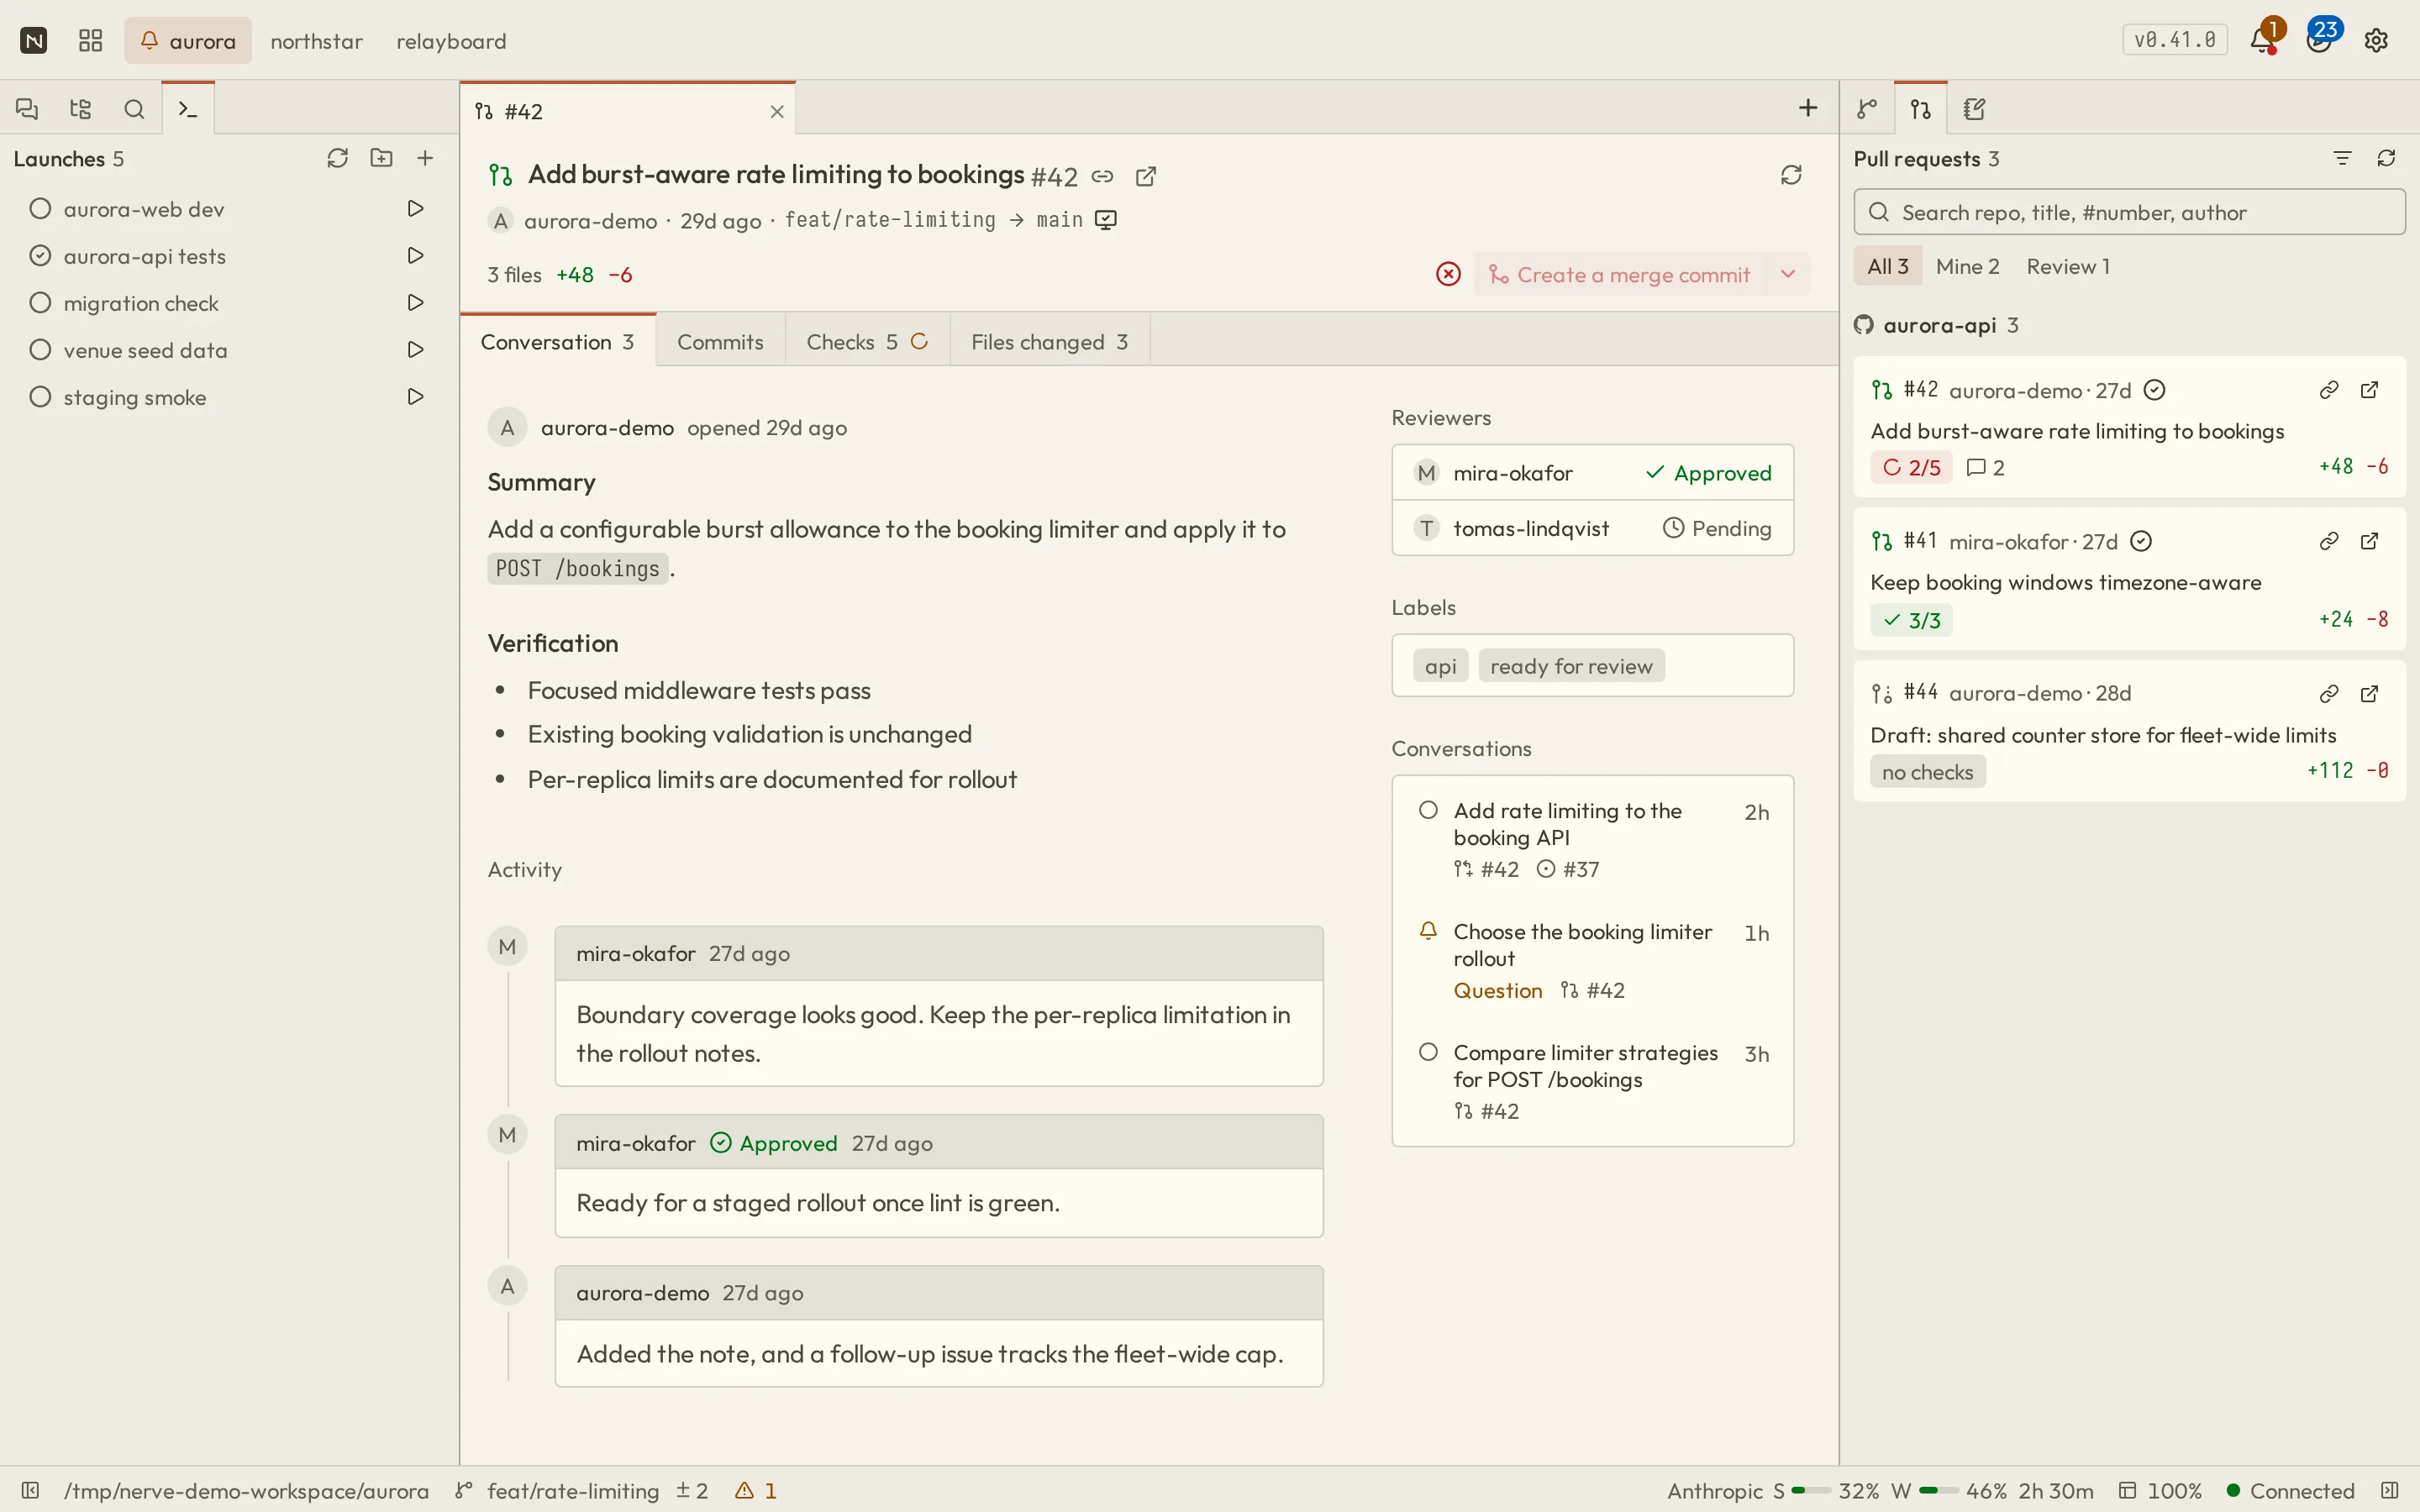 aurora northstar relayboard v0.41.0 1 23
Launches 5
aurora-web dev
aurora-api tests
migration check
venue seed data
staging smoke
#42
Add burst-aware rate limiting to bookings #42
A aurora-demo · 29d ago · feat/rate-limiting → main
3 files +48 −6 Create a merge commit
Conversation 3 Commits Checks 5 Files changed 3
A aurora-demo opened 29d ago
Summary
Add a configurable burst allowance to the booking limiter and apply it to
POST /bookings.
Verification
• Focused middleware tests pass
• Existing booking validation is unchanged
• Per-replica limits are documented for rollout
Activity
M mira-okafor 27d ago
Boundary coverage looks good. Keep the per-replica limitation in
the rollout notes.
M mira-okafor Approved 27d ago
Ready for a staged rollout once lint is green.
A aurora-demo 27d ago
Added the note, and a follow-up issue tracks the fleet-wide cap.
Reviewers
M mira-okafor Approved
T tomas-lindqvist Pending
Labels
api ready for review
Conversations
Add rate limiting to the 2h
booking API
#42 #37
Choose the booking limiter 1h
rollout
Question #42
Compare limiter strategies 3h
for POST /bookings
#42
Pull requests 3
Search repo, title, #number, author
All 3 Mine 2 Review 1
aurora-api 3
#42 aurora-demo · 27d
Add burst-aware rate limiting to bookings
2/5 2 +48 −6
#41 mira-okafor · 27d
Keep booking windows timezone-aware
3/3 +24 −8
#44 aurora-demo · 28d
Draft: shared counter store for fleet-wide limits
no checks +112 −0
/tmp/nerve-demo-workspace/aurora feat/rate-limiting ±2 1 Anthropic S 32% W 46% 2h 30m 100% Connected